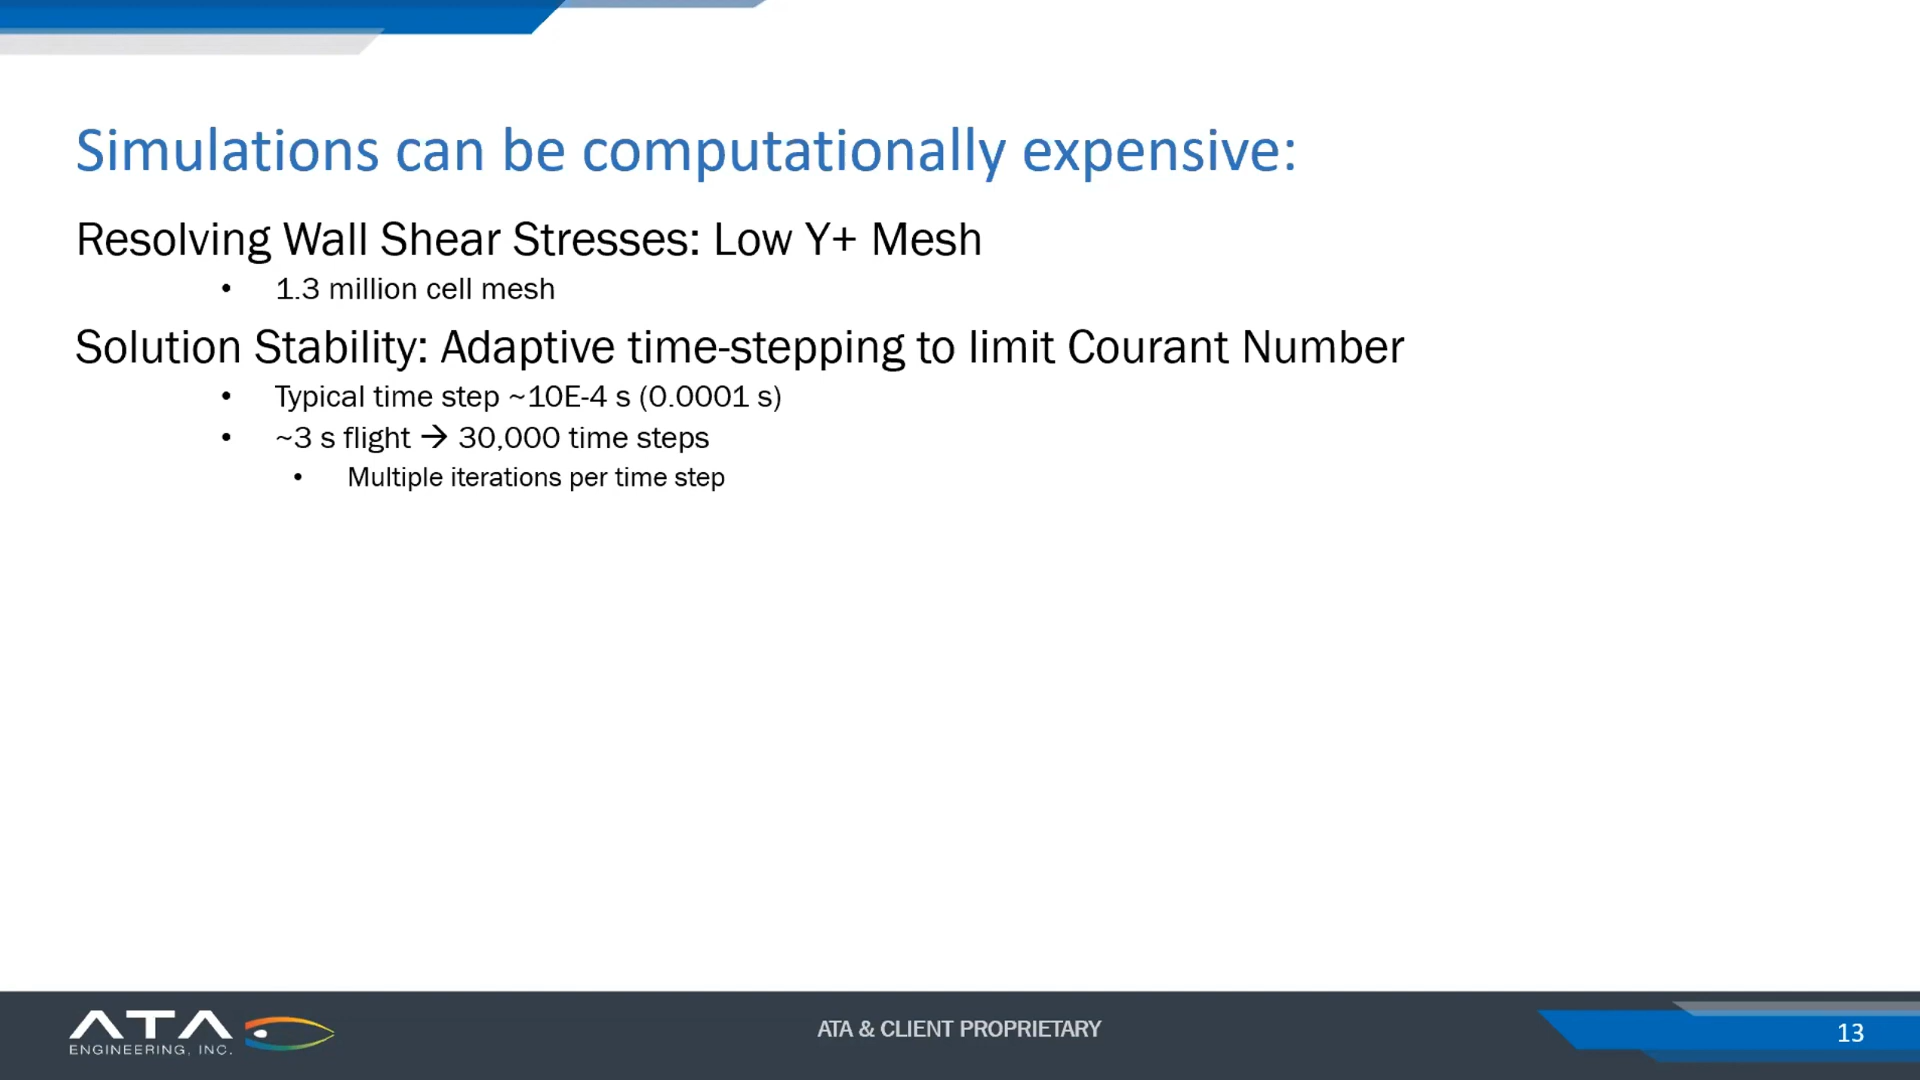 Simulations can be computationally expensive:
Resolving Wall Shear Stresses: Low Y+ Mesh
• 1.3 million cell mesh
Solution Stability: Adaptive time-stepping to limit Courant Number
• Typical time step ~10E-4 s (0.0001 s)
• ~3 s flight → 30,000 time steps
• Multiple iterations per time step
ATA
ENGINEERING, INC.
ATA & CLIENT PROPRIETARY
13